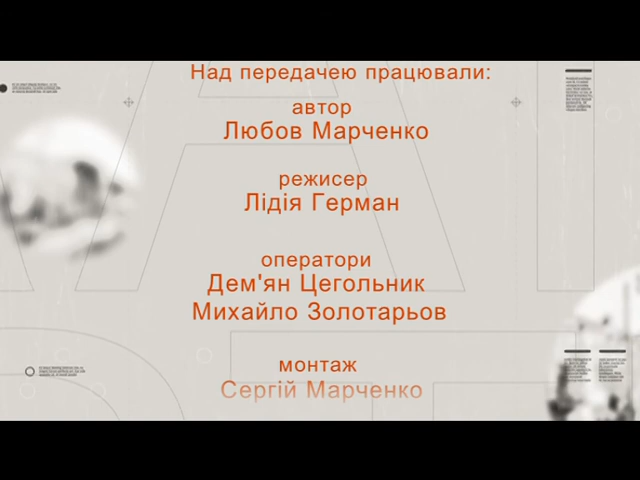 Над передачею працювали:
автор
Любов Марченко
режисер
Лідія Герман
оператори
Дем'ян Цегольник
Михайло Золотарьов
монтаж
Сергій Марченко